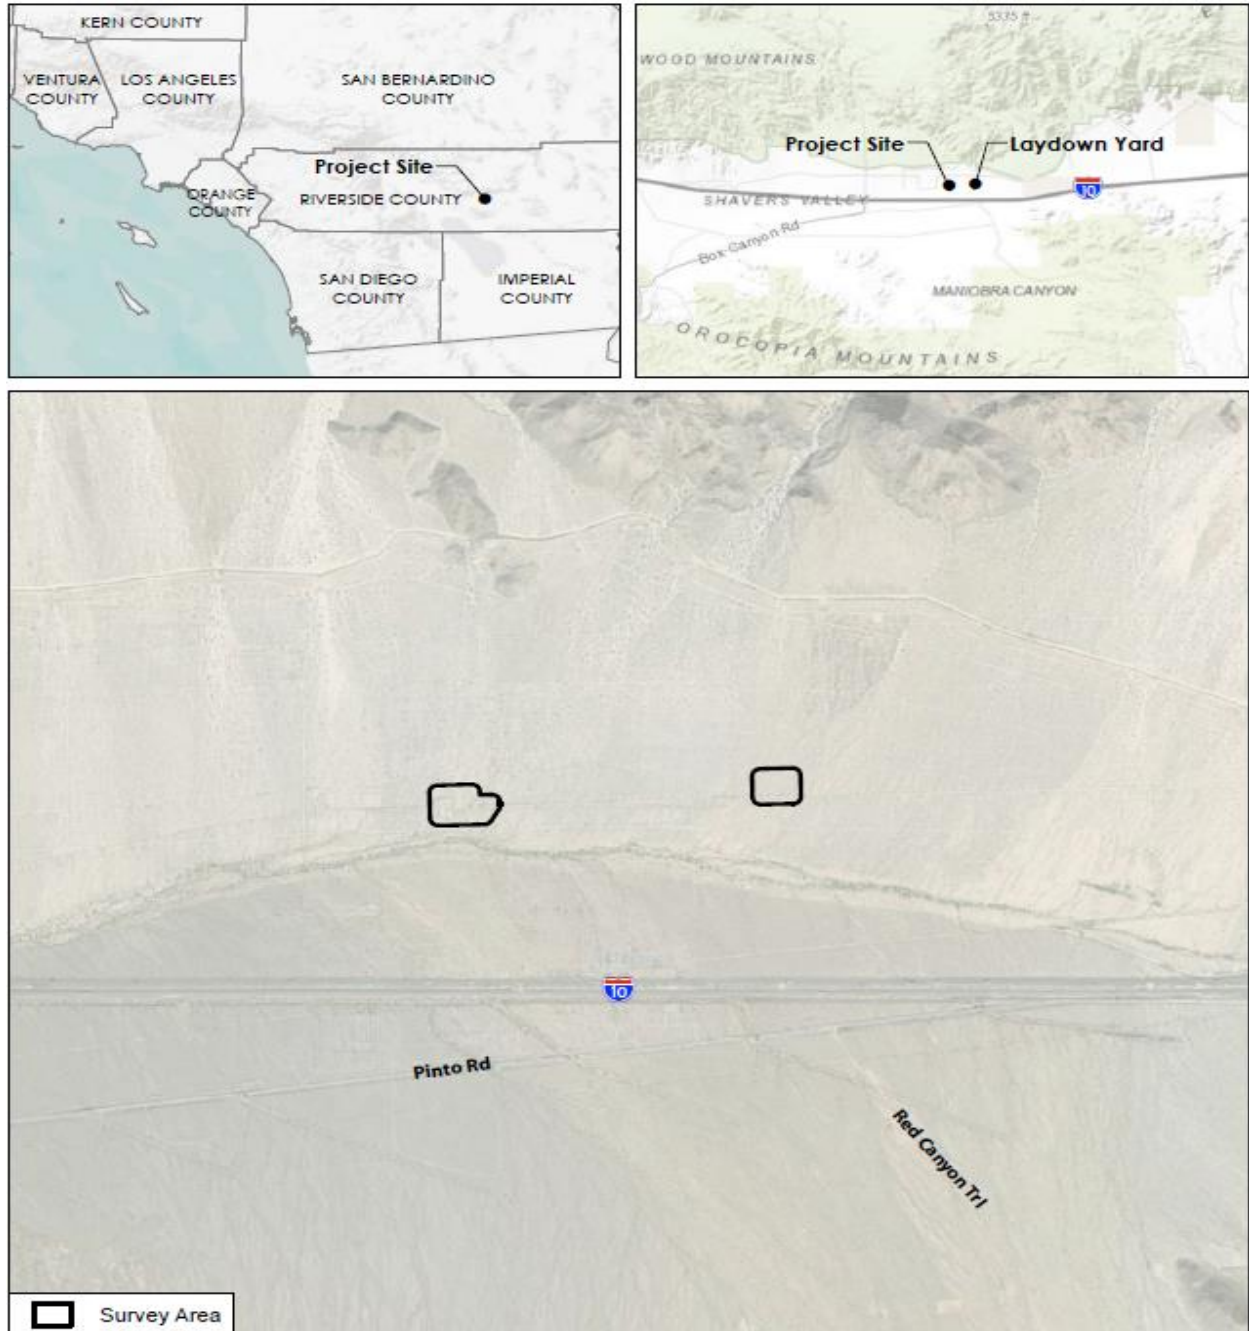 KERN COUNTY
VENTURA
COUNTY
LOS ANGELES
COUNTY
SAN BERNARDINO
COUNTY
Project Site
ORANGE
COUNTY
RIVERSIDE COUNTY
SAN DIEGO
COUNTY
IMPERIAL
COUNTY
5335 ft
WOOD MOUNTAINS
Project Site
Laydown Yard
10
SHAVERS VALLEY
Box Canyon Rd
MANIOBRA CANYON
OROCOPIA MOUNTAINS
10
Pinto Rd
Red Canyon Trl
Survey Area